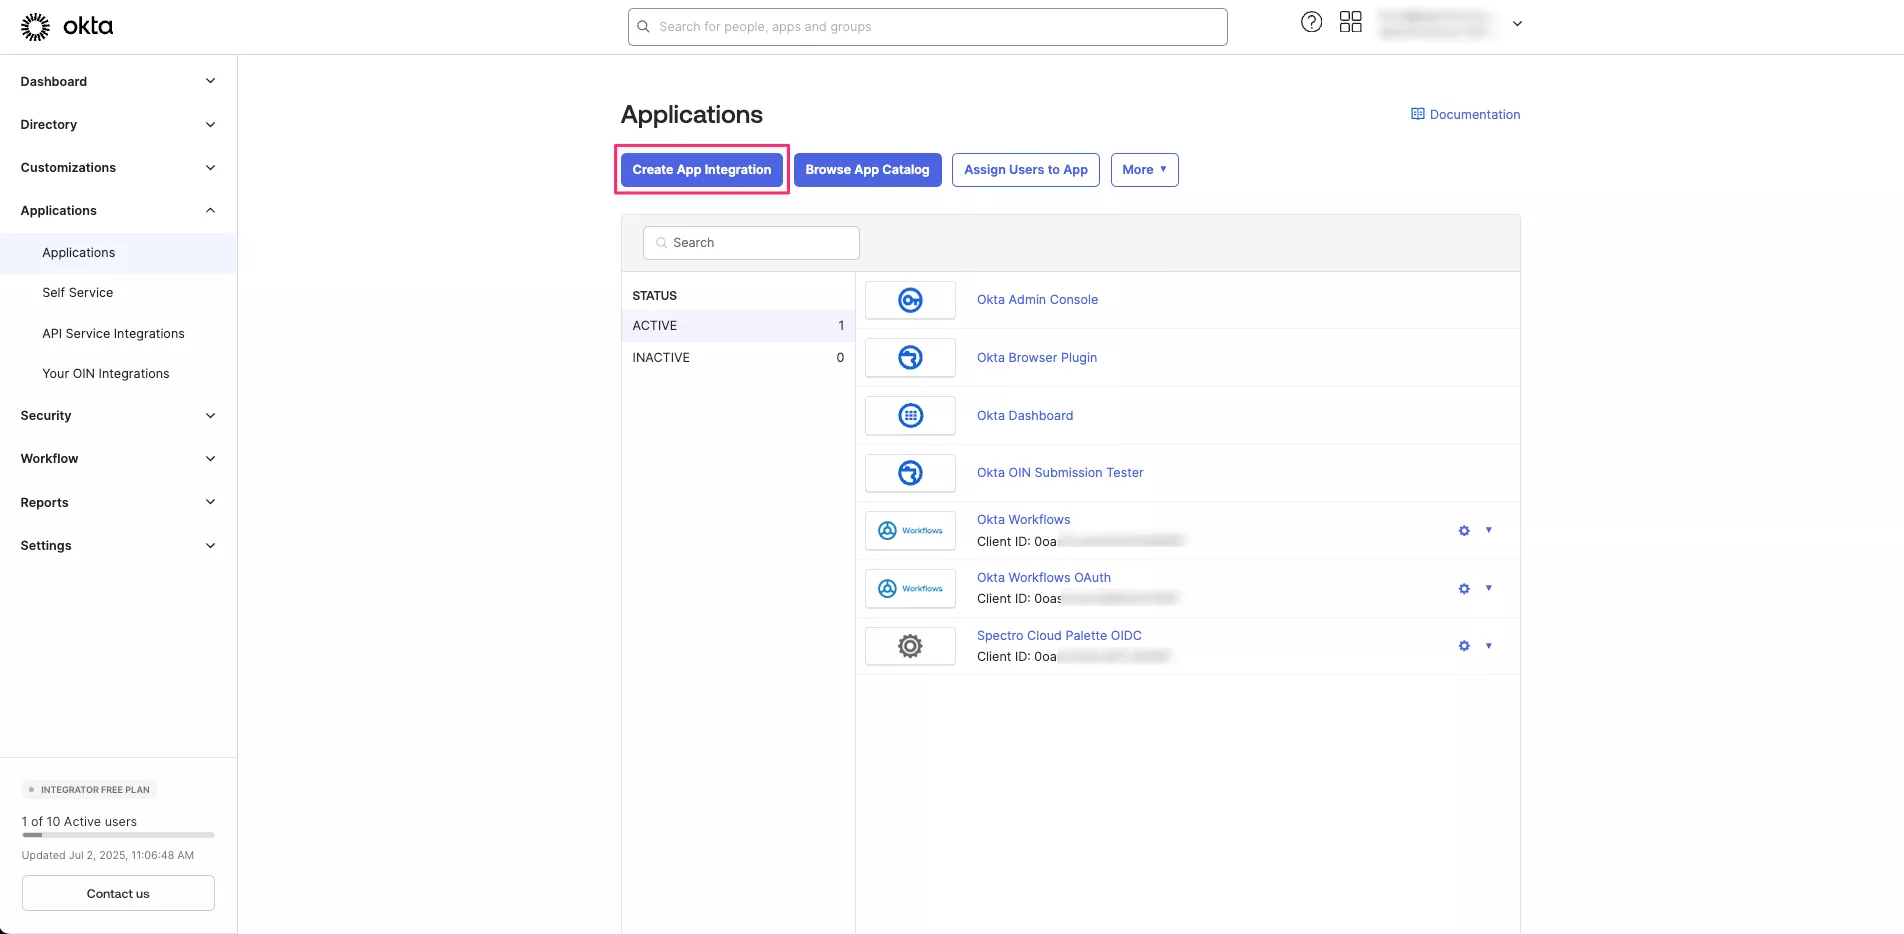 okta
Search for people, apps and groups
Dashboard
Directory
Customizations
Applications
Applications
Self Service
API Service Integrations
Your OIN Integrations
Security
Workflow
Reports
Settings
INTEGRATOR FREE PLAN
1 of 10 Active users
Updated Jul 2, 2025, 11:06:48 AM
Contact us
Applications
Documentation
Create App Integration
Browse App Catalog
Assign Users to App
More
Search
STATUS
ACTIVE 1
INACTIVE 0
Okta Admin Console
Okta Browser Plugin
Okta Dashboard
Okta OIN Submission Tester
Workflows
Okta Workflows
Client ID: 0oa
Workflows
Okta Workflows OAuth
Client ID: 0oas
Spectro Cloud Palette OIDC
Client ID: 0oa